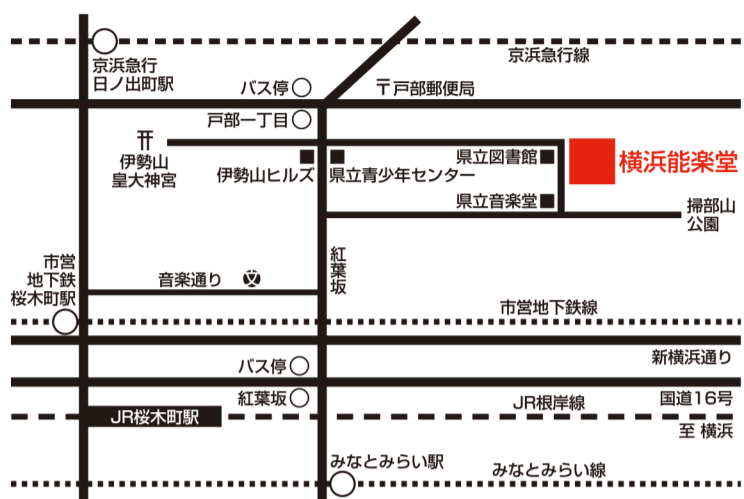 京浜急行線
京浜急行
日ノ出町駅
バス停
〒戸部郵便局
戸部一丁目
伊勢山
皇大神宮
伊勢山ヒルズ
県立青少年センター
県立図書館
横浜能楽堂
県立音楽堂
掃部山
公園
紅葉坂
市営
地下鉄
桜木町駅
音楽通り
文
市営地下鉄線
新横浜通り
バス停
紅葉坂
JR根岸線
国道16号
JR桜木町駅
至 横浜
みなとみらい駅
みなとみらい線